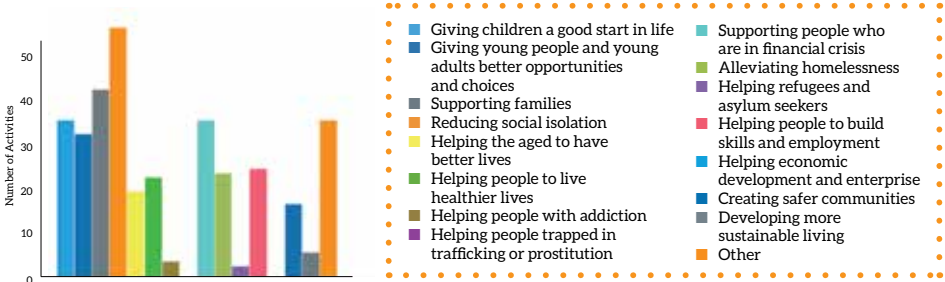 Number of Activities
50
40
30
20
10
0
Giving children a good start in life
Giving young people and young
adults better opportunities
and choices
Supporting families
Reducing social isolation
Helping the aged to have
better lives
Helping people to live
healthier lives
Helping people with addiction
Helping people trapped in
trafficking or prostitution
Supporting people who
are in financial crisis
Alleviating homelessness
Helping refugees and
asylum seekers
Helping people to build
skills and employment
Helping economic
development and enterprise
Creating safer communities
Developing more
sustainable living
Other